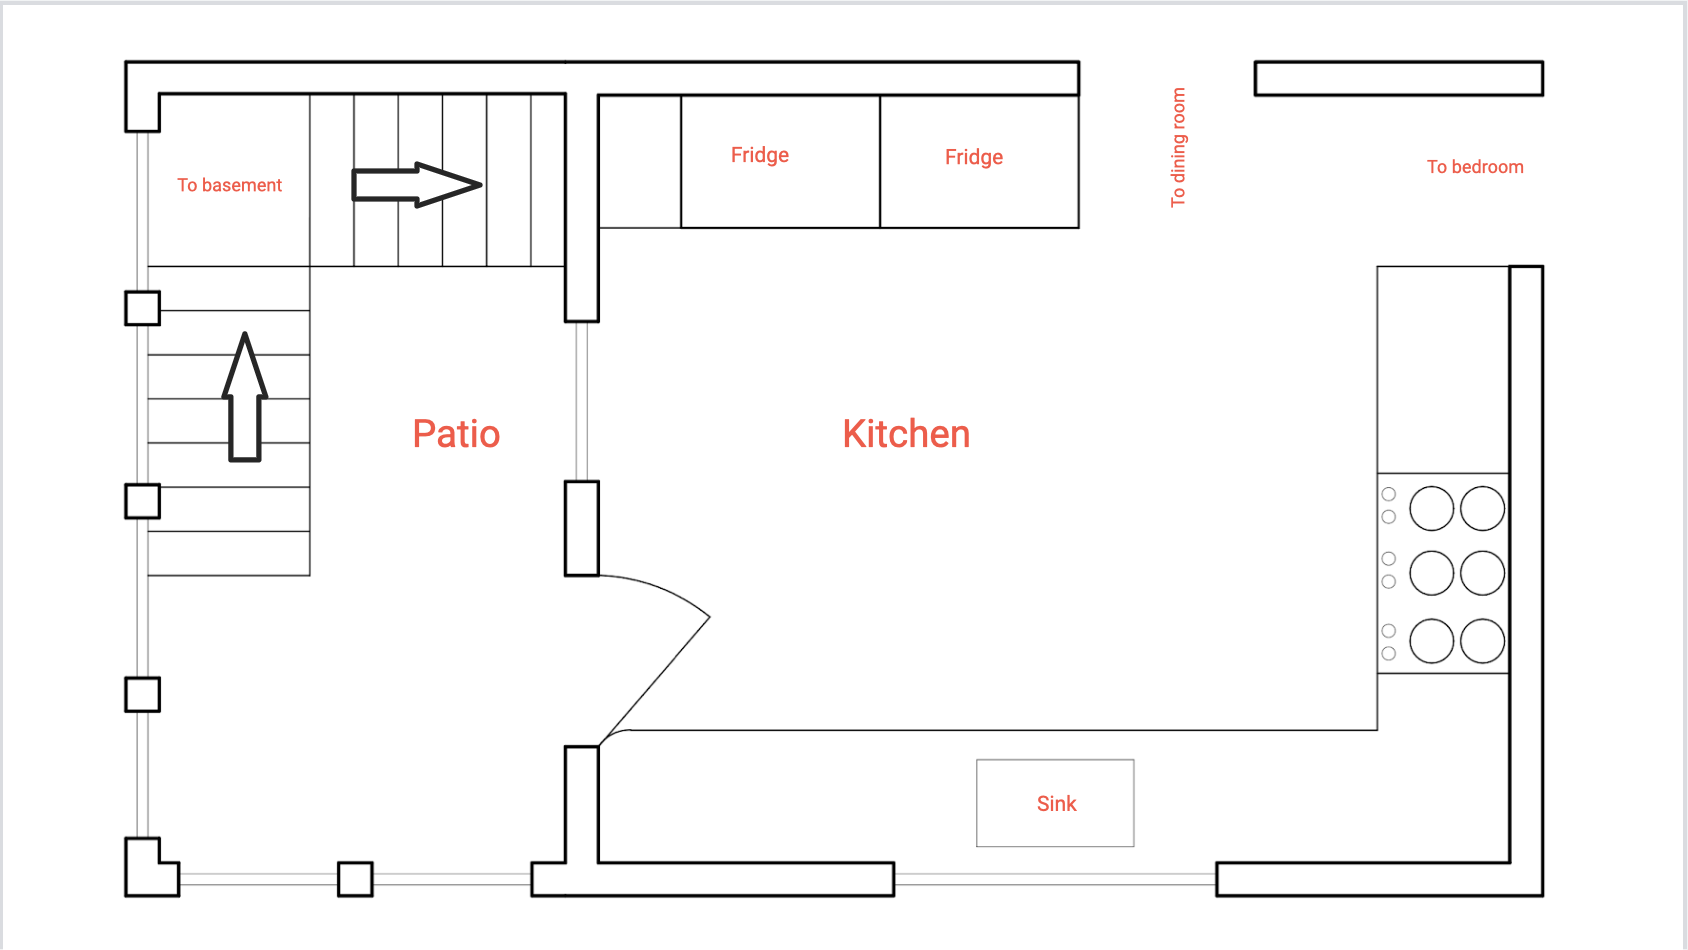 To dining room
Fridge
Fridge
To bedroom
To basement
Patio
Kitchen
Sink